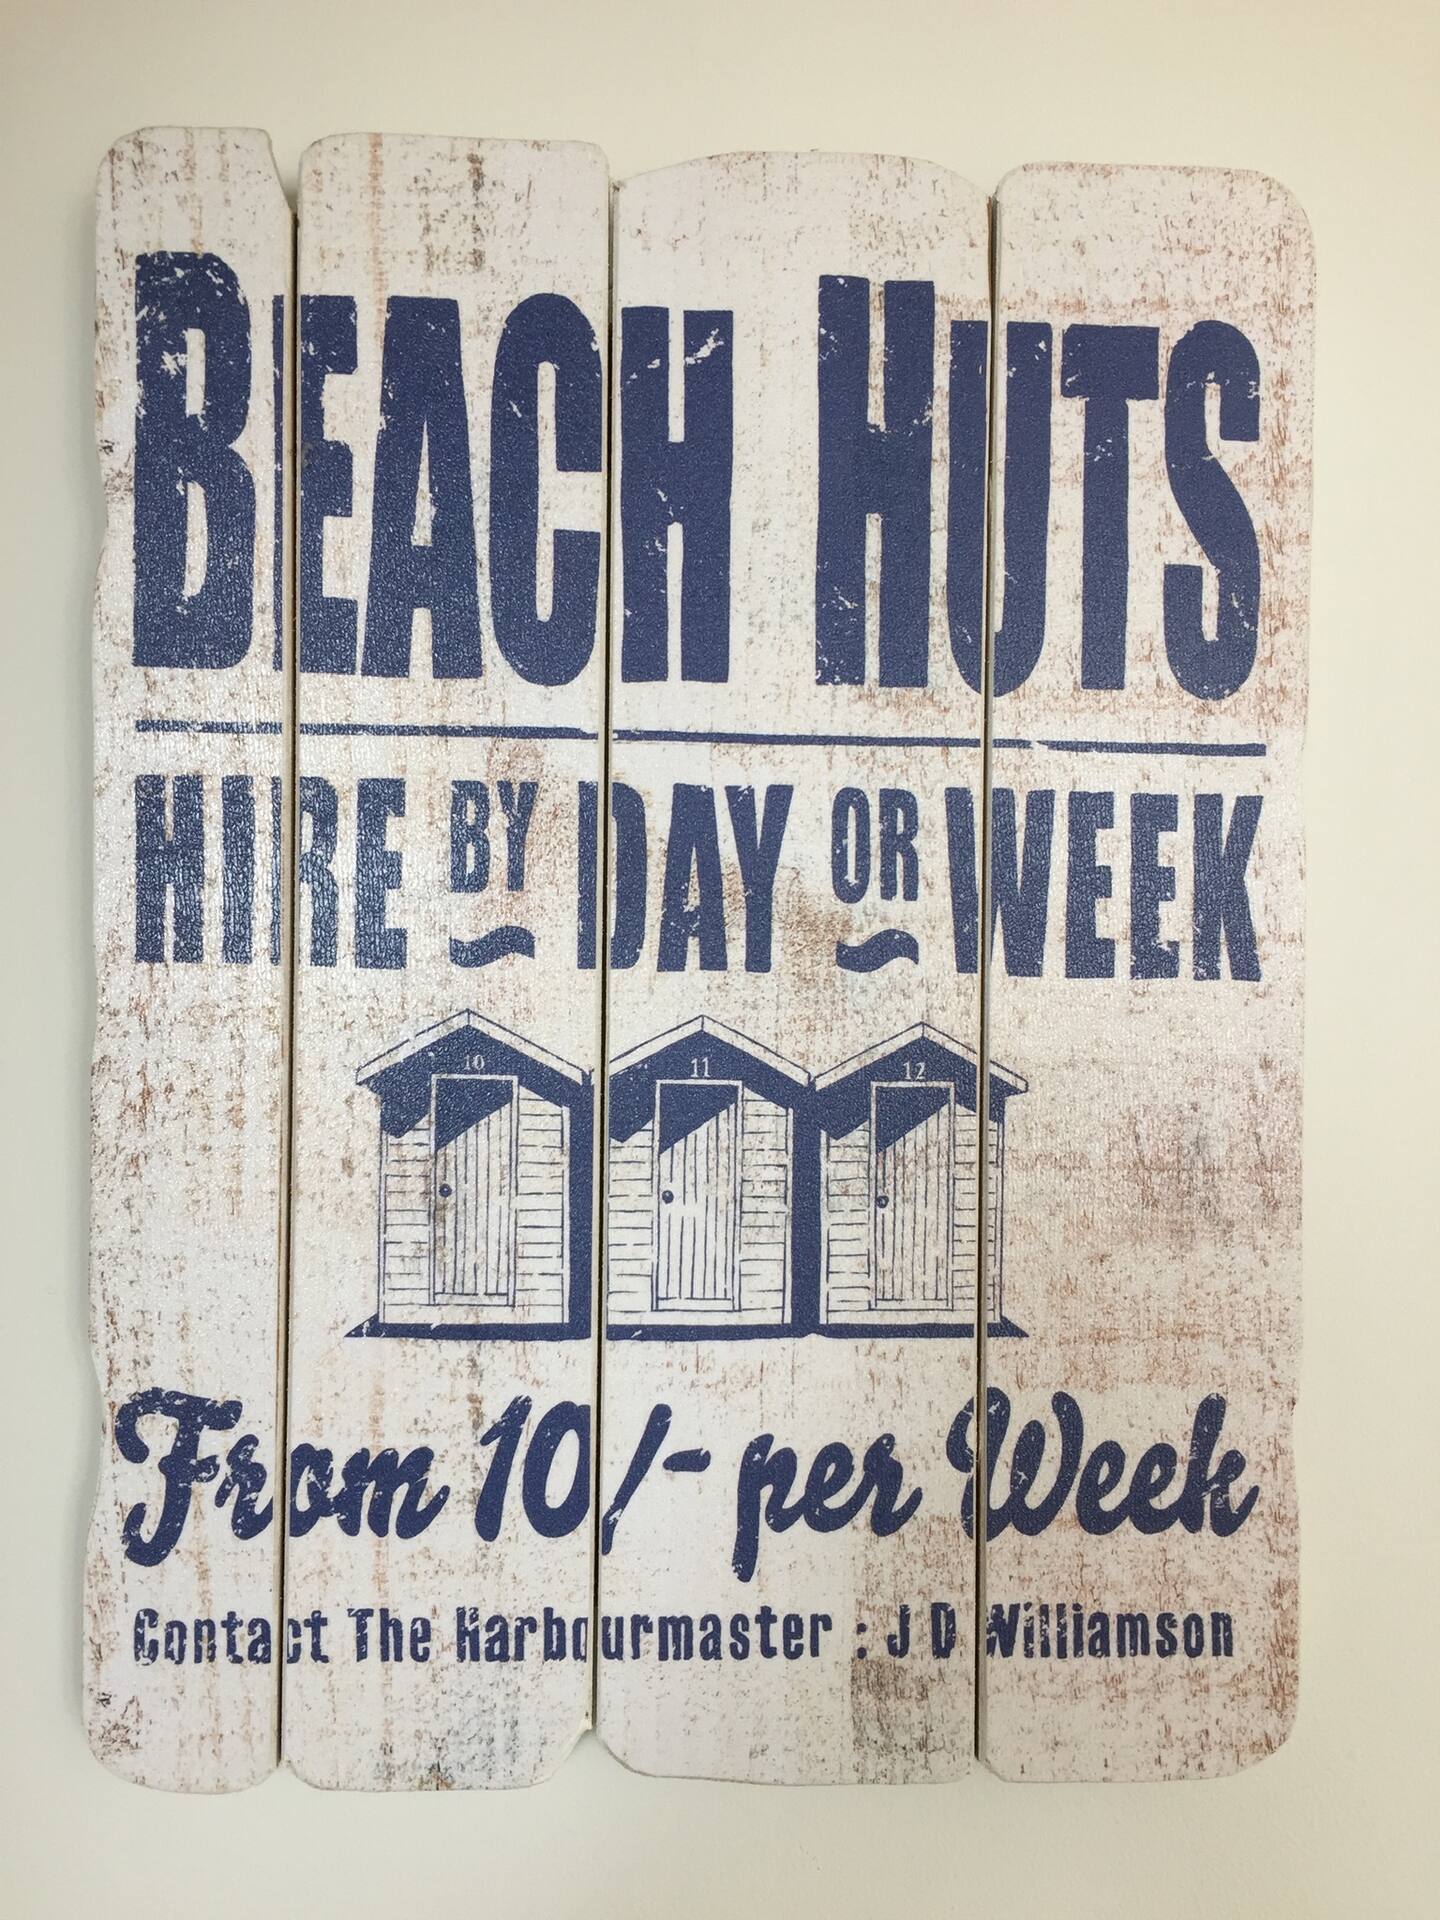 BEACH HUTS
HIRE BY DAY OR WEEK
10 11 12
From 10/- per Week
Contact The Harbourmaster : J D Williamson